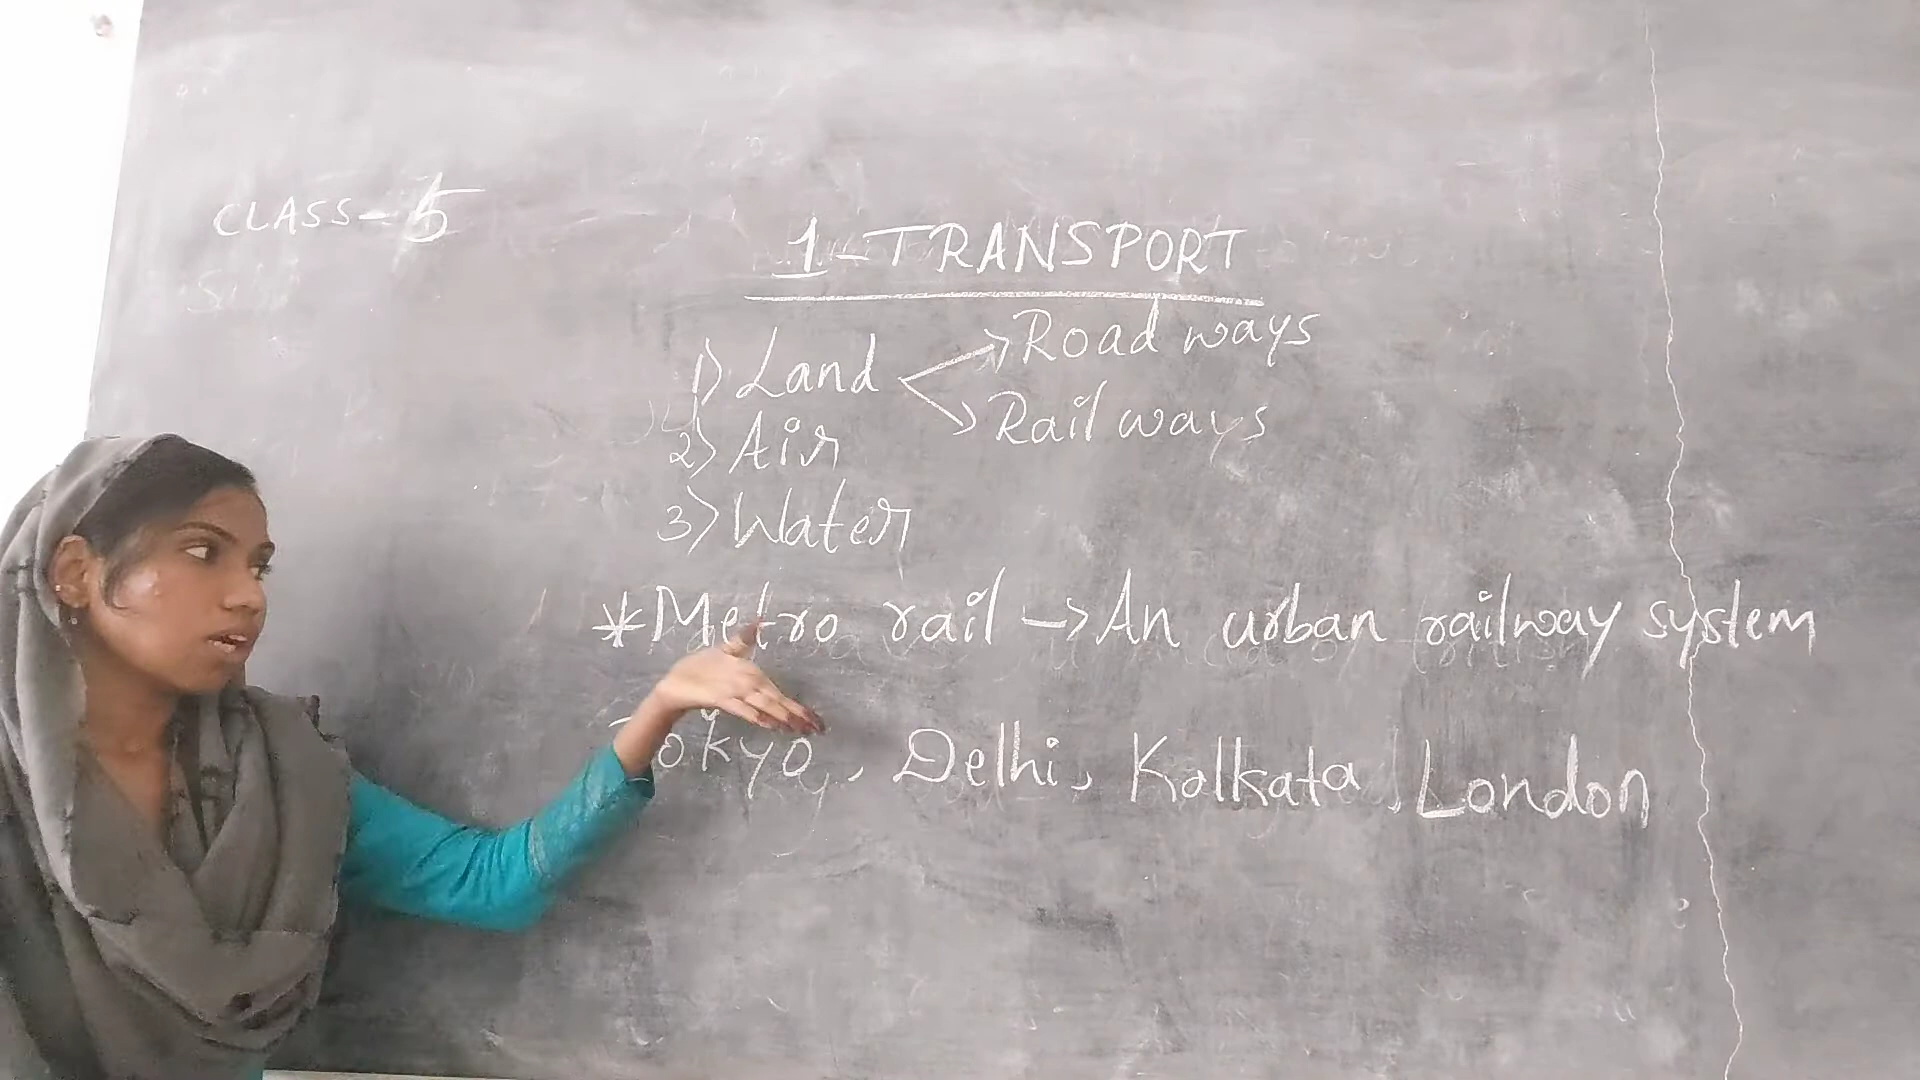 CLASS-5
1-TRANSPORT
1) Land → Road ways
→ Rail ways
2) Air
3) Water
*Metro rail → An urban railway system
Tokyo, Delhi, Kolkata, London